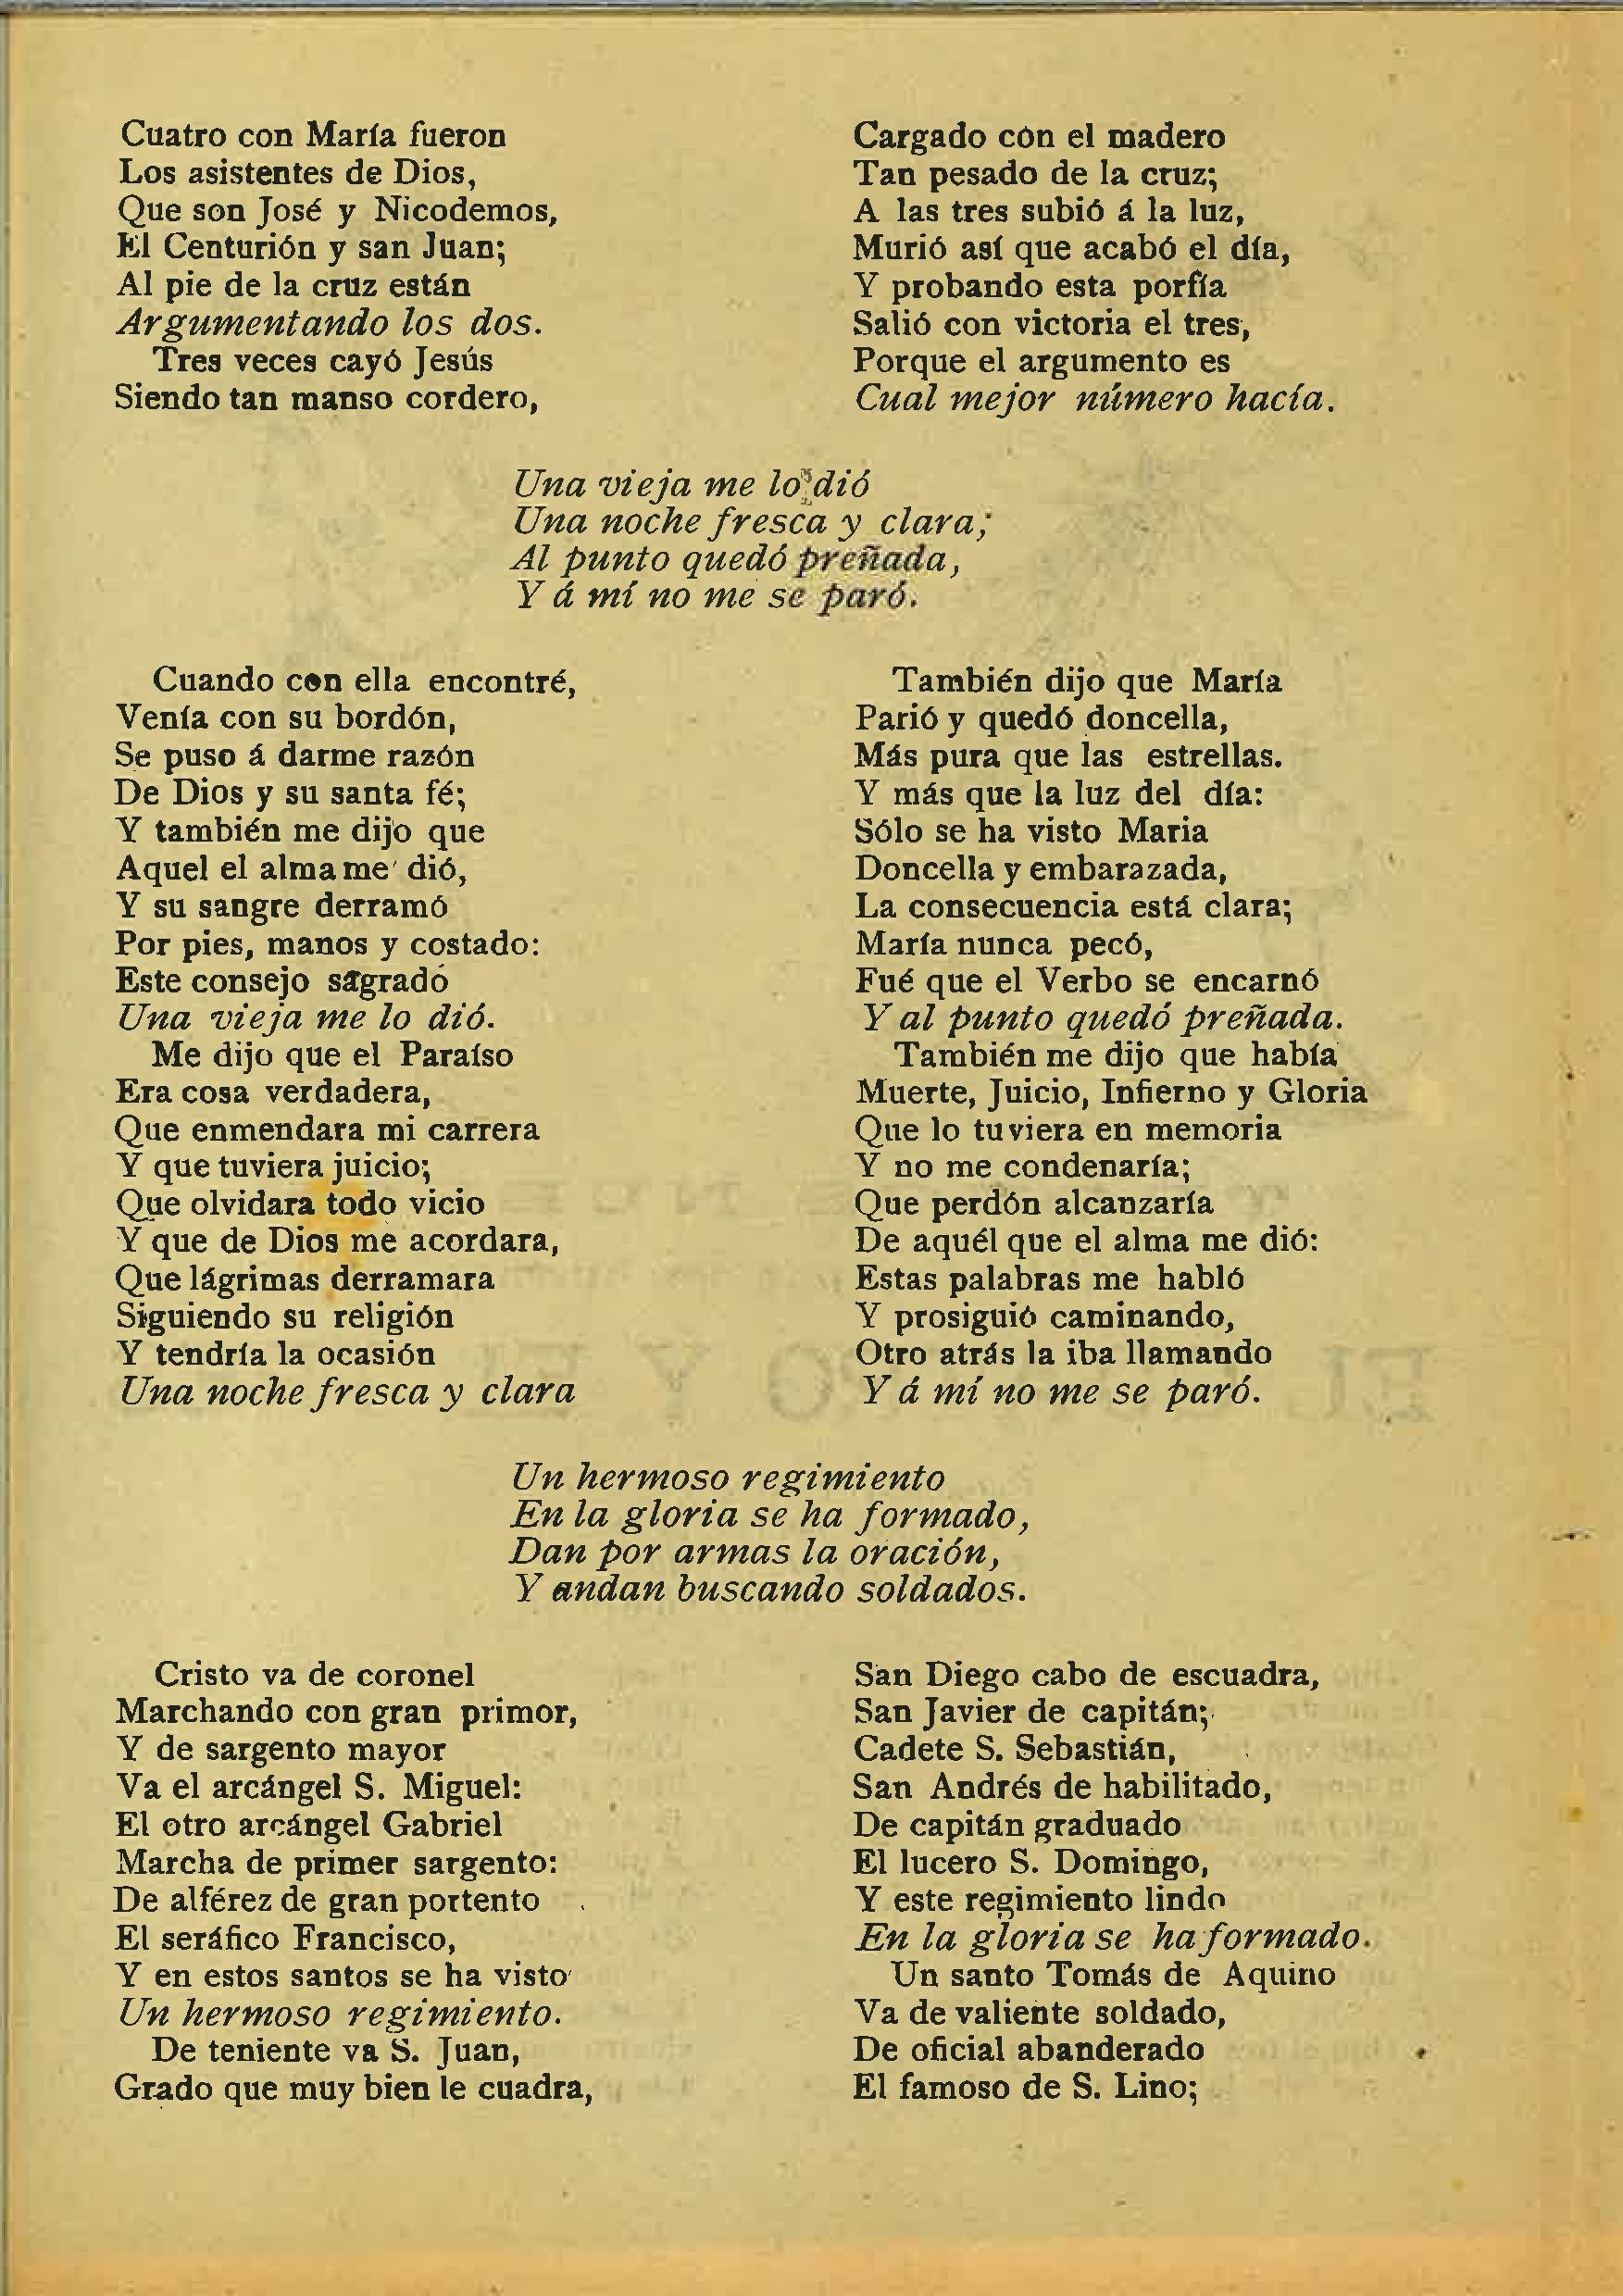 Cuatro con María fueron
Los asistentes de Dios,
Que son José y Nicodemos,
El Centurión y san Juan;
Al pie de la cruz están
Argumentando los dos.
Tres veces cayó Jesús
Siendo tan manso cordero,
Cargado con el madero
Tan pesado de la cruz;
A las tres subió á la luz,
Murió así que acabó el día,
Y probando esta porfía
Salió con victoria el tres,
Porque el argumento es
Cual mejor número hacía.
Una vieja me lo dió
Una noche fresca y clara;
Al punto quedó preñada,
Y á mí no me se paró.
Cuando con ella encontré,
Venía con su bordón,
Se puso á darme razón
De Dios y su santa fé;
Y también me dijo que
Aquel el alma me dió,
Y su sangre derramó
Por pies, manos y costado:
Este consejo sagrado
Una vieja me lo dió.
Me dijo que el Paraíso
Era cosa verdadera,
Que enmendara mi carrera
Y que tuviera juicio;
Que olvidara todo vicio
Y que de Dios me acordara,
Que lágrimas derramara
Siguiendo su religión
Y tendría la ocasión
Una noche fresca y clara
También dijo que María
Parió y quedó doncella,
Más pura que las estrellas.
Y más que la luz del día:
Sólo se ha visto Maria
Doncella y embarazada,
La consecuencia está clara;
María nunca pecó,
Fué que el Verbo se encarnó
Y al punto quedó preñada.
También me dijo que había
Muerte, Juicio, Infierno y Gloria
Que lo tuviera en memoria
Y no me condenaría;
Que perdón alcanzaría
De aquél que el alma me dió:
Estas palabras me habló
Y prosiguió caminando,
Otro atrás la iba llamando
Y á mí no me se paró.
Un hermoso regimiento
En la gloria se ha formado,
Dan por armas la oración,
Y andan buscando soldados.
Cristo va de coronel
Marchando con gran primor,
Y de sargento mayor
Va el arcángel S. Miguel:
El otro arcángel Gabriel
Marcha de primer sargento:
De alférez de gran portento
El seráfico Francisco,
Y en estos santos se ha visto
Un hermoso regimiento.
De teniente va S. Juan,
Grado que muy bien le cuadra,
San Diego cabo de escuadra,
San Javier de capitán;
Cadete S. Sebastián,
San Andrés de habilitado,
De capitán graduado
El lucero S. Domingo,
Y este regimiento lindo
En la gloria se ha formado.
Un santo Tomás de Aquino
Va de valiente soldado,
De oficial abanderado
El famoso de S. Lino;